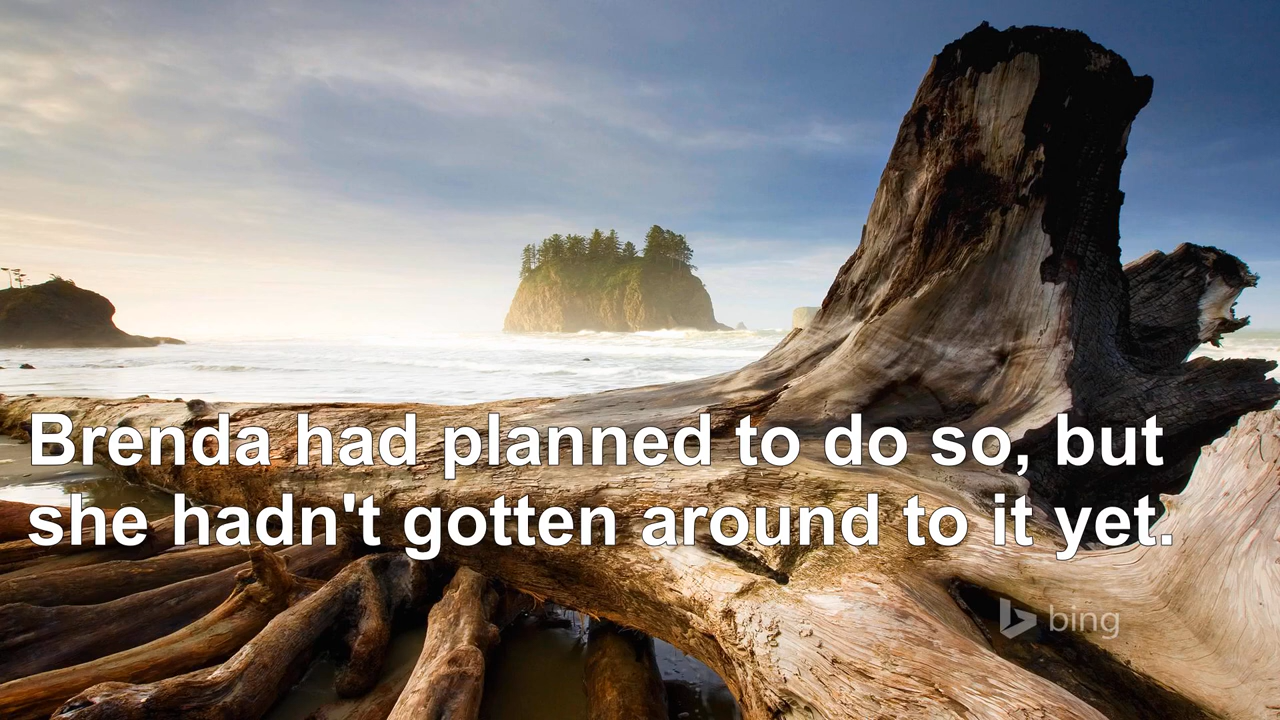 Brenda had planned to do so, but
she hadn't gotten around to it yet.
bing